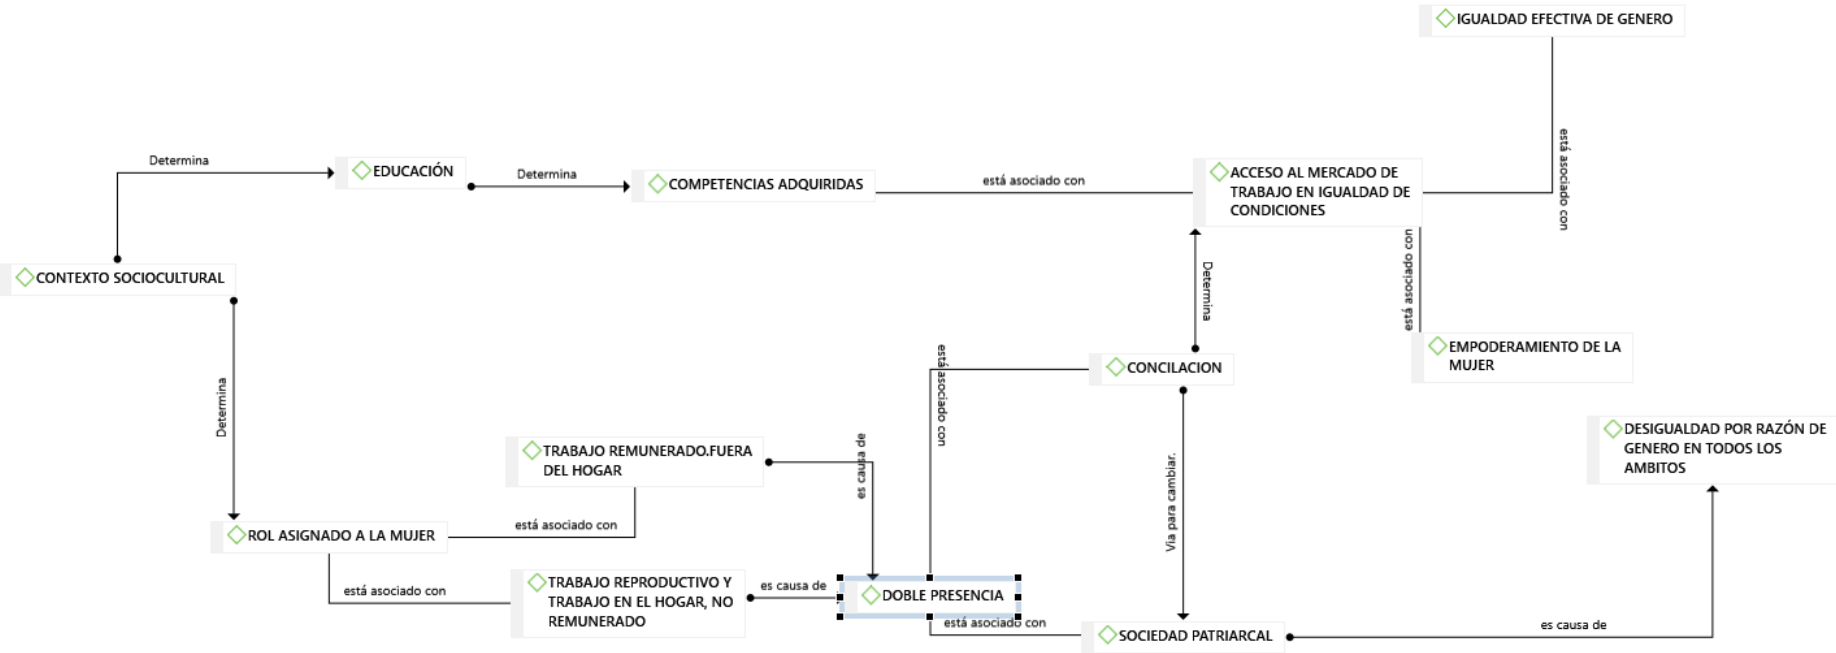 IGUALDAD EFECTIVA DE GENERO
está asociado con
Determina
EDUCACIÓN
Determina
COMPETENCIAS ADQUIRIDAS
está asociado con
ACCESO AL MERCADO DE
TRABAJO EN IGUALDAD DE
CONDICIONES
está asociado con
EMPODERAMIENTO DE LA
MUJER
CONTEXTO SOCIOCULTURAL
Determina
Determina
CONCILACION
está asociado con
Via para cambiar.
DESIGUALDAD POR RAZÓN DE
GENERO EN TODOS LOS
AMBITOS
TRABAJO REMUNERADO.FUERA
DEL HOGAR
es causa de
ROL ASIGNADO A LA MUJER
está asociado con
está asociado con
TRABAJO REPRODUCTIVO Y
TRABAJO EN EL HOGAR, NO
REMUNERADO
es causa de
DOBLE PRESENCIA
está asociado con
SOCIEDAD PATRIARCAL
es causa de